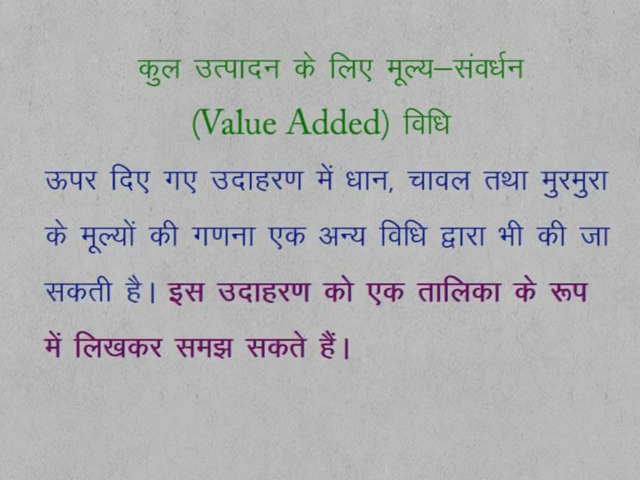 कुल उत्पादन के लिए मूल्य–संवर्धन
(Value Added) विधि
ऊपर दिए गए उदाहरण में धान, चावल तथा मुरमुरा
के मूल्यों की गणना एक अन्य विधि द्वारा भी की जा
सकती है। इस उदाहरण को एक तालिका के रूप
में लिखकर समझ सकते हैं।